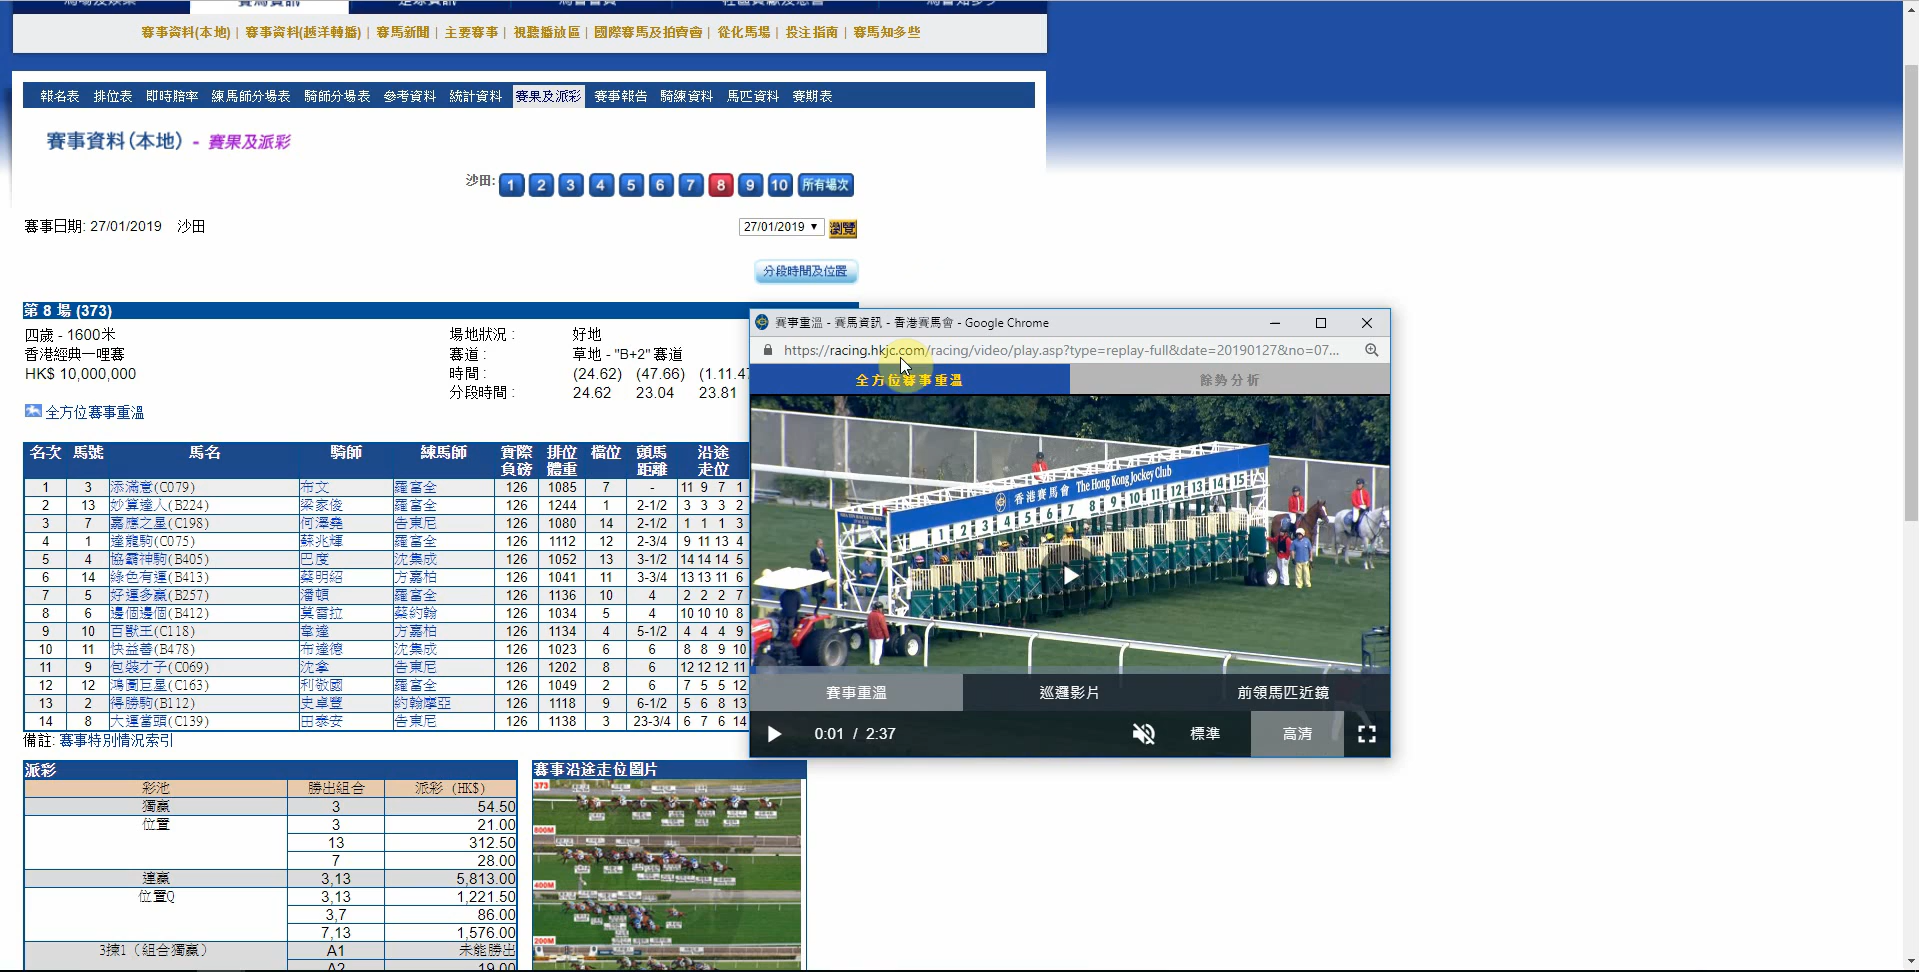 賽事資料(本地) | 賽事資料(越洋轉播) | 賽馬新聞 | 主要賽事 | 視聽播放區 | 國際賽馬及拍賣會 | 從化馬場 | 投注指南 | 賽馬知多些
報名表 排位表 即時賠率 練馬師分場表 騎師分場表 參考資料 統計資料 賽果及派彩 賽事報告 騎練資料 馬匹資料 賽期表
賽事資料(本地) - 賽果及派彩
沙田: 1 2 3 4 5 6 7 8 9 10 所有場次
賽事日期: 27/01/2019 沙田
27/01/2019 ▼ 瀏覽
分段時間及位置
第 8 場 (373)
四歲 - 1600米
場地狀況 : 好地
香港經典一哩賽
賽道 : 草地 - "B+2" 賽道
HK$ 10,000,000
時間 : (24.62) (47.66) (1.11.47
分段時間 : 24.62 23.04 23.81
全方位賽事重溫
名次 馬號 馬名 騎師 練馬師 實際負磅 排位體重 檔位 頭馬距離 沿途走位
1 3 添滿意(C079) 布文 羅富全 126 1085 7 - 11 9 7 1
2 13 妙算達人(B224) 梁家俊 羅富全 126 1244 1 2-1/2 3 3 3 2
3 7 嘉應之星(C198) 何澤堯 告東尼 126 1080 14 2-1/2 1 1 1 3
4 1 達龍駒(C075) 蘇兆輝 羅富全 126 1112 12 2-3/4 9 11 13 4
5 4 協霸神駒(B405) 巴度 沈集成 126 1052 13 3-1/2 14 14 14 5
6 14 綠色有運(B413) 蔡明紹 方嘉柏 126 1041 11 3-3/4 13 13 11 6
7 5 好運多贏(B257) 潘頓 羅富全 126 1136 10 4 2 2 2 7
8 6 邊個邊個(B412) 莫雷拉 蔡約翰 126 1034 5 4 10 10 10 8
9 10 百獸王(C118) 韋達 方嘉柏 126 1134 4 5-1/2 4 4 4 9
10 11 快益善(B478) 布達德 沈集成 126 1023 6 6 8 8 9 10
11 9 包裝才子(C069) 沈拿 告東尼 126 1202 8 6 12 12 12 11
12 12 鴻圖巨星(C163) 利敬國 羅富全 126 1049 2 6 7 5 5 12
13 2 得勝駒(B112) 史卓豐 約翰摩亞 126 1118 9 6-1/2 5 6 8 13
14 8 大運當頭(C139) 田泰安 告東尼 126 1138 3 23-3/4 6 7 6 14
備註: 賽事特別情況索引
派彩
彩池 勝出組合 派彩 (HK$)
獨贏 3 54.50
位置 3 21.00
13 312.50
7 28.00
連贏 3,13 5,813.00
位置Q 3,13 1,221.50
3,7 86.00
7,13 1,576.00
3揀1 (組合獨贏) A1 未能勝出
A2 19.00
賽事沿途走位圖片
373
800M
400M
200M
賽事重溫 - 賽馬資訊 - 香港賽馬會 - Google Chrome
https://racing.hkjc.com/racing/video/play.asp?type=replay-full&date=20190127&no=07...
全方位賽事重溫 餘勢分析
香港賽馬會 The Hong Kong Jockey Club
1 2 3 4 5 6 7 8 9 10 11 12 13 14 15
賽事重溫 巡邏影片 前領馬匹近鏡
0:01 / 2:37 標準 高清